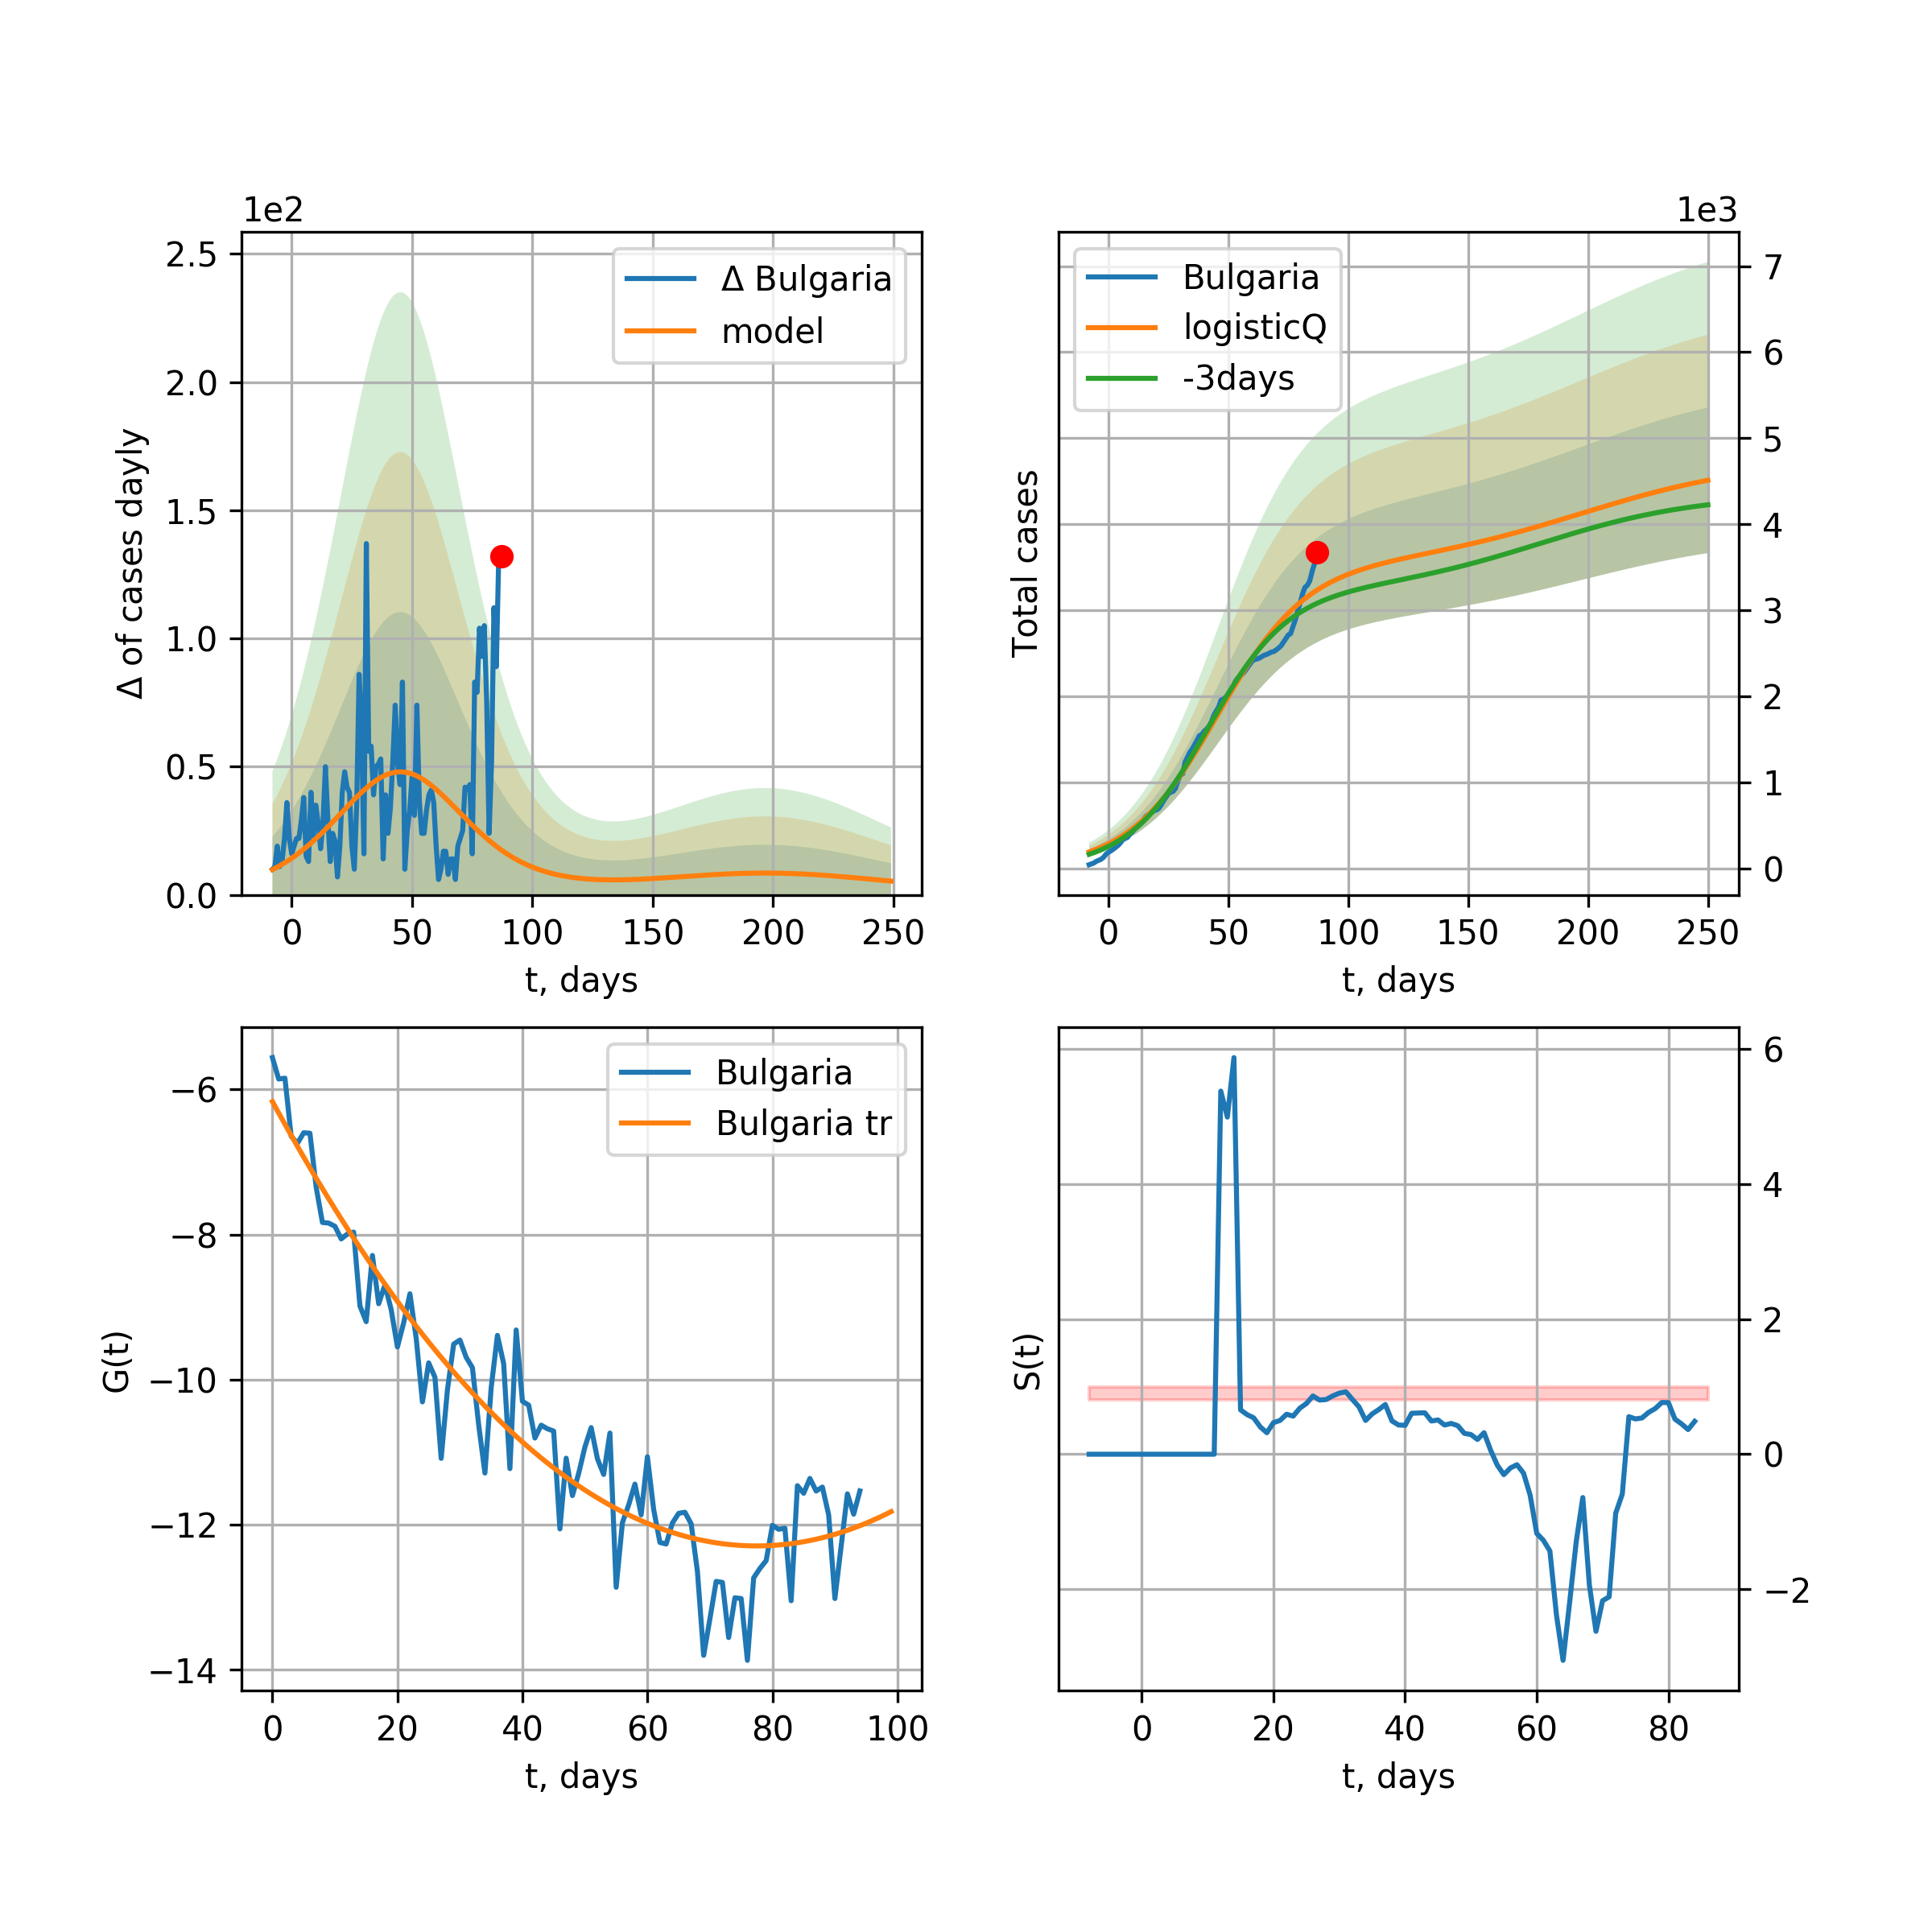 1e2
2.5
2.0
1.5
1.0
0.5
0.0
Δ of cases dayly
Δ Bulgaria
model
0 50 100 150 200 250
t, days
1e3
Total cases
Bulgaria
logisticQ
-3days
7
6
5
4
3
2
1
0
0 50 100 150 200 250
t, days
−6
−8
−10
−12
−14
G(t)
Bulgaria
Bulgaria tr
0 20 40 60 80 100
t, days
S(t)
6
4
2
0
−2
0 20 40 60 80
t, days